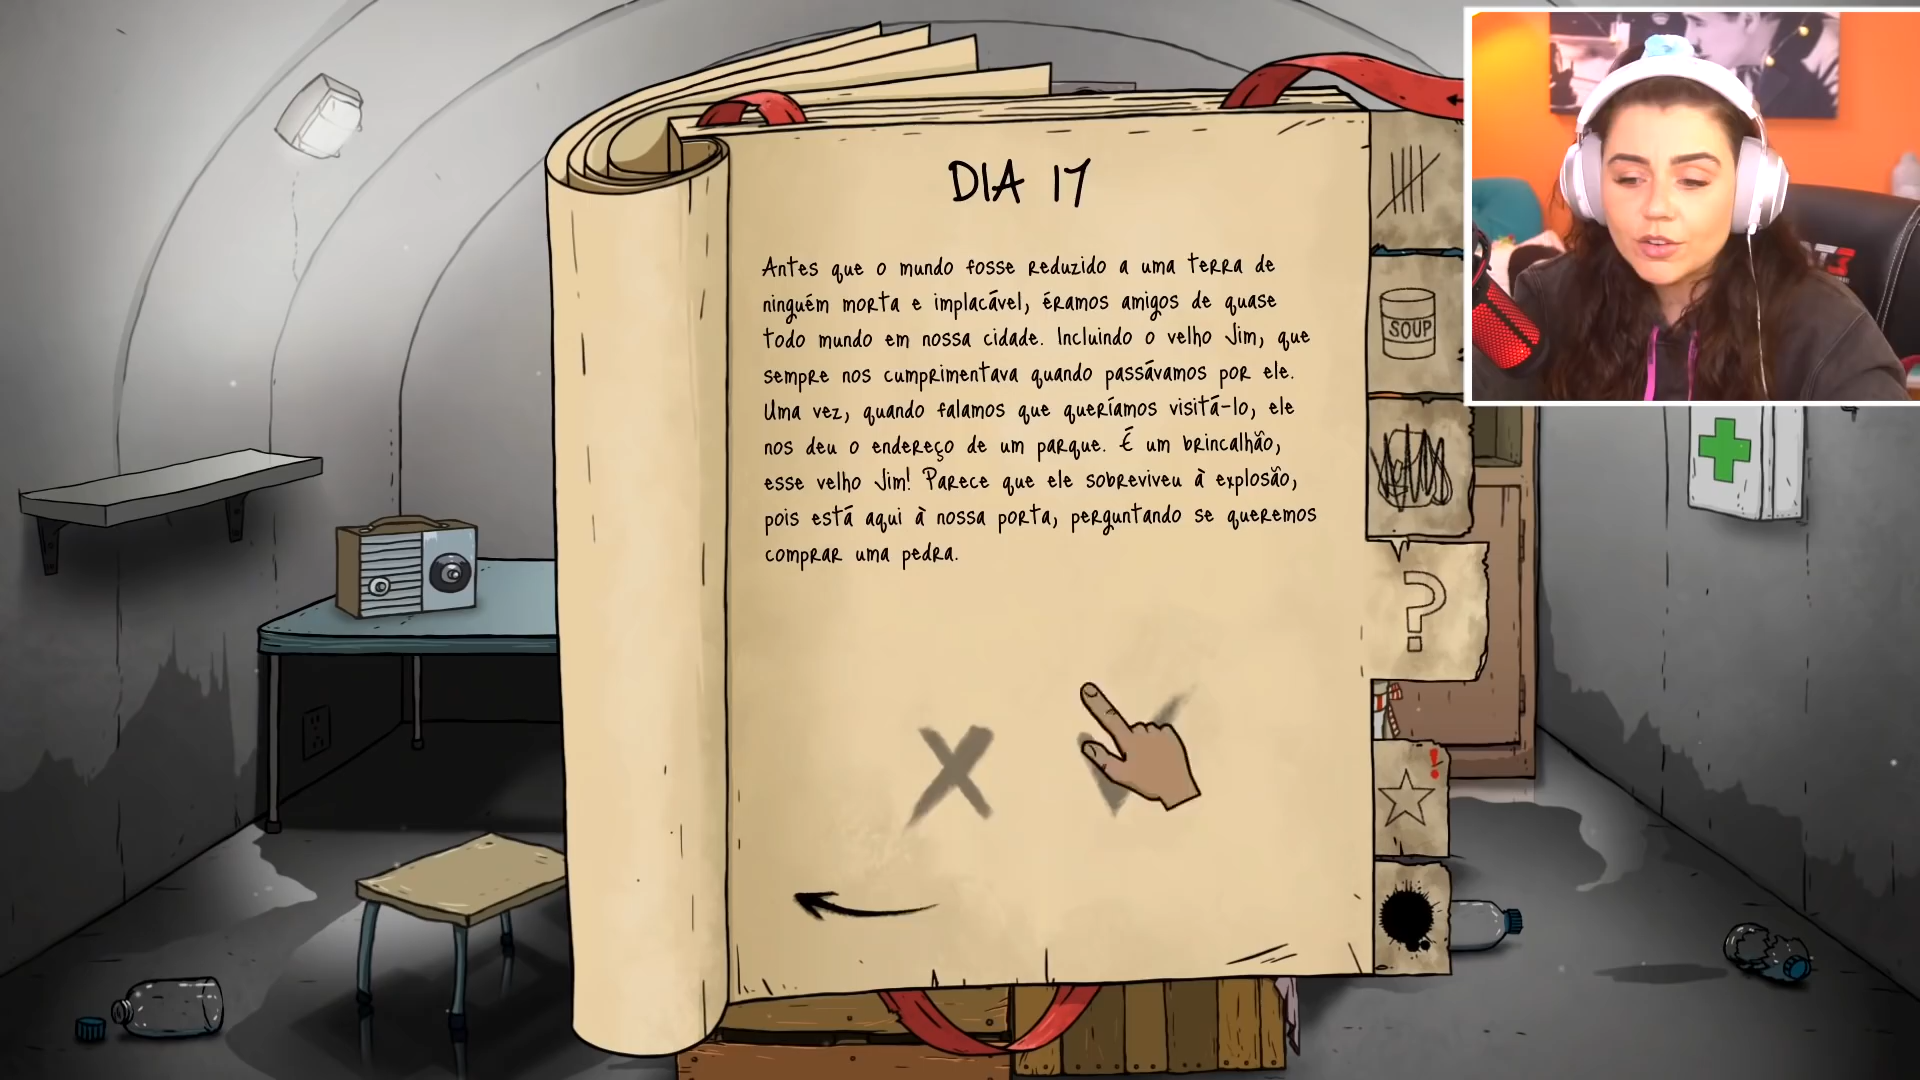 DIA 17
Antes que o mundo fosse reduzido a uma terra de
ninguém morta e implacável, éramos amigos de quase
todo mundo em nossa cidade. Incluindo o velho Jim, que
sempre nos cumprimentava quando passávamos por ele.
Uma vez, quando falamos que queríamos visitá-lo, ele
nos deu o endereço de um parque. É um brincalhão,
esse velho Jim! Parece que ele sobreviveu à explosão,
pois está aqui à nossa porta, perguntando se queremos
comprar uma pedra.
SOUP
?
!